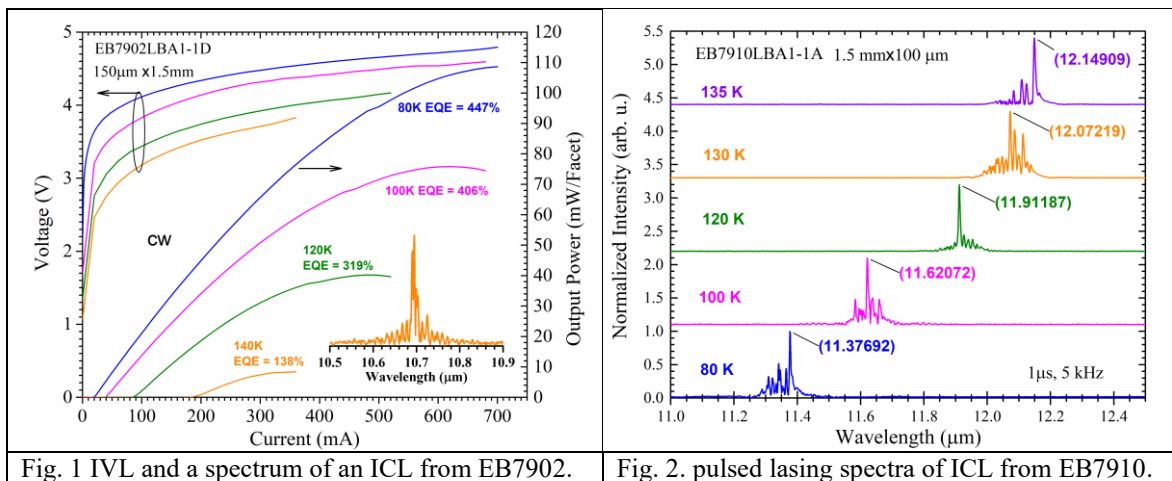 EB7902LBA1-1D
150µm x1.5mm
80K EQE = 447%
100K EQE = 406%
CW
120K
EQE = 319%
140K
EQE = 138%
10.5 10.6 10.7 10.8 10.9
Wavelength (µm)
5
4
3
2
1
0
Voltage (V)
120
110
100
90
80
70
60
50
40
30
20
10
0
Output Power (mW/Facet)
0 100 200 300 400 500 600 700
Current (mA)
Fig. 1 IVL and a spectrum of an ICL from EB7902.
EB7910LBA1-1A 1.5 mmx100 µm
(12.14909)
135 K
(12.07219)
130 K
(11.91187)
120 K
(11.62072)
100 K
(11.37692)
80 K
1µs, 5 kHz
5.5
5.0
4.5
4.0
3.5
3.0
2.5
2.0
1.5
1.0
0.5
0.0
Normalized Intensity (arb. u.)
11.0 11.2 11.4 11.6 11.8 12.0 12.2 12.4
Wavelength (µm)
Fig. 2. pulsed lasing spectra of ICL from EB7910.